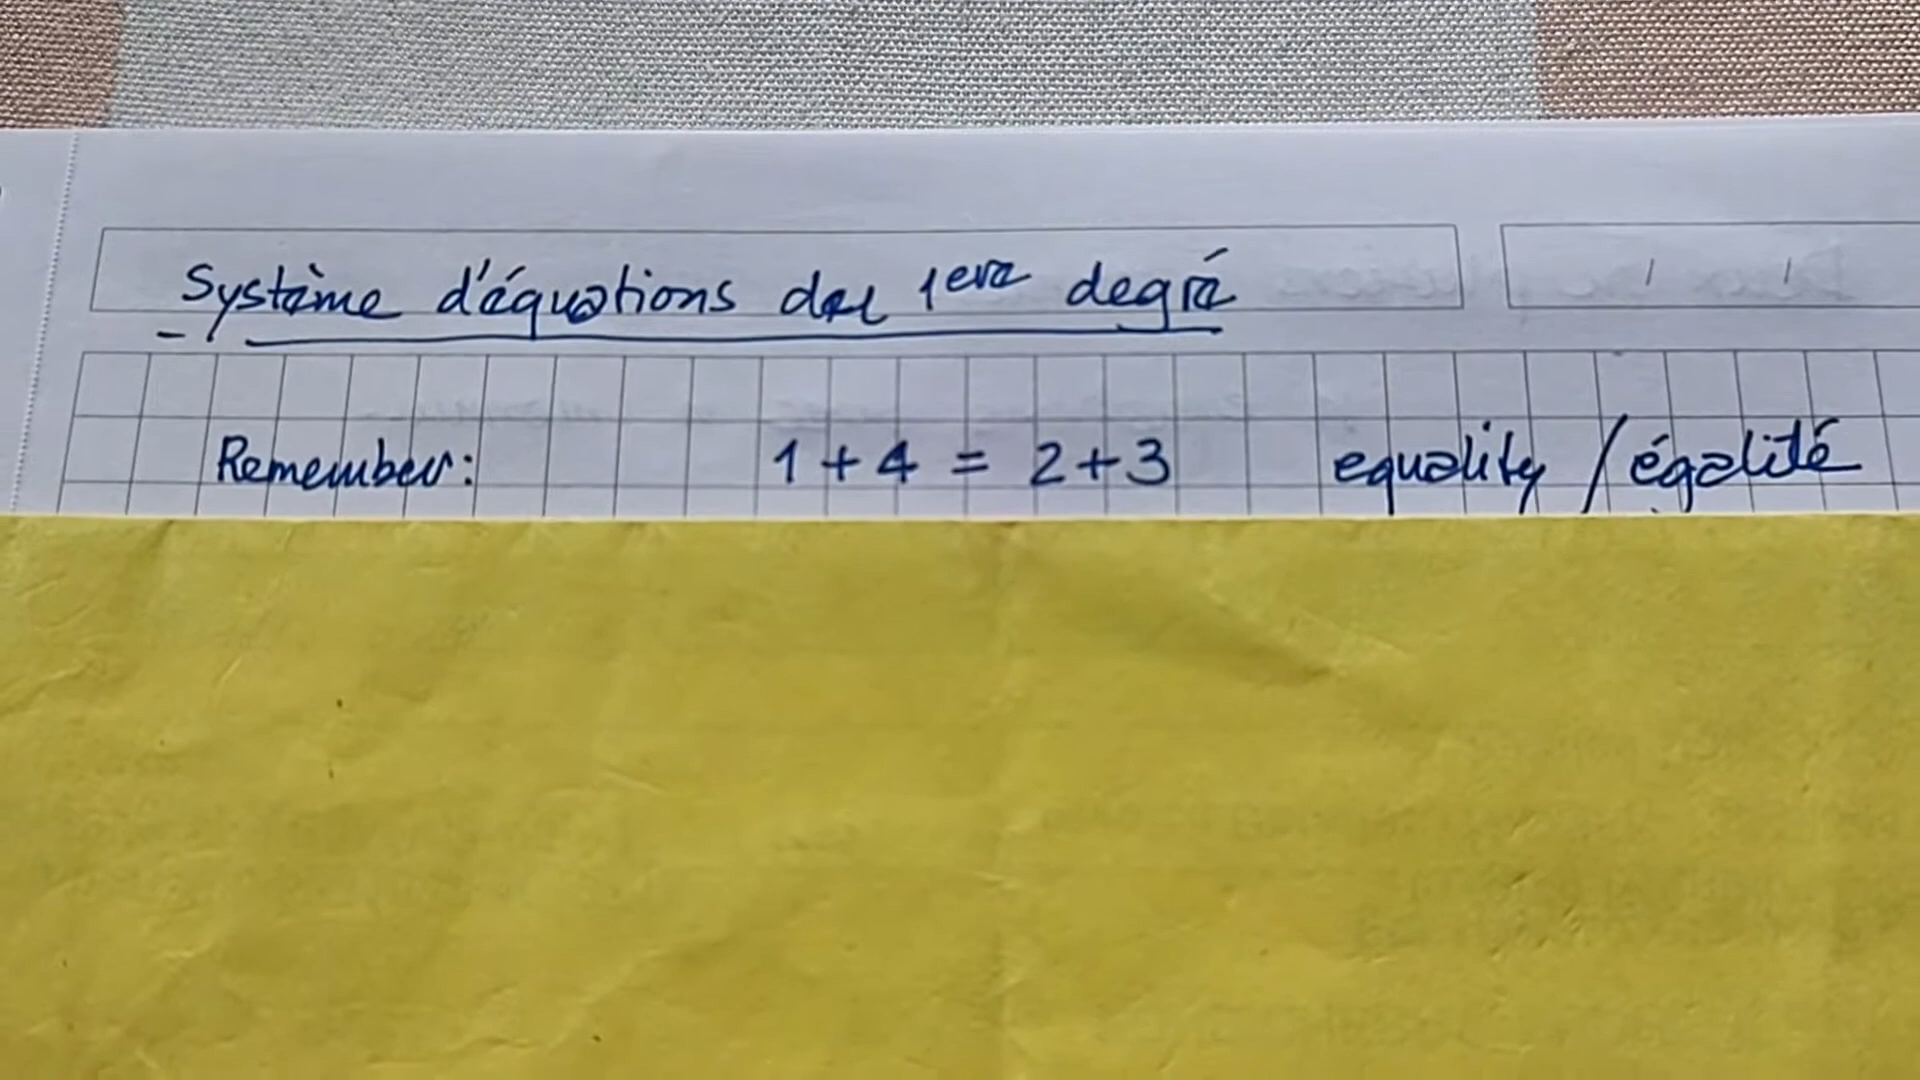 Système d'équations du 1ere degré
Remember: 1 + 4 = 2 + 3 equality / égalité